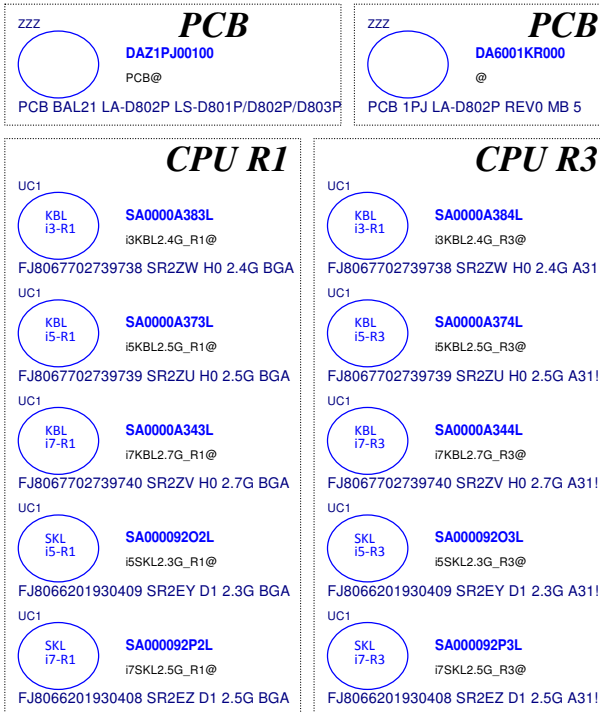 PCB
ZZZ
DAZ1PJ00100
PCB@
PCB BAL21 LA-D802P LS-D801P/D802P/D803P
PCB
ZZZ
DA6001KR000
@
PCB 1PJ LA-D802P REV0 MB 5
CPU R1
UC1
KBL
i3-R1
SA0000A383L
i3KBL2.4G_R1@
FJ8067702739738 SR2ZW H0 2.4G BGA
UC1
KBL
i5-R1
SA0000A373L
i5KBL2.5G_R1@
FJ8067702739739 SR2ZU H0 2.5G BGA
UC1
KBL
i7-R1
SA0000A343L
i7KBL2.7G_R1@
FJ8067702739740 SR2ZV H0 2.7G BGA
UC1
SKL
i5-R1
SA000092O2L
i5SKL2.3G_R1@
FJ8066201930409 SR2EY D1 2.3G BGA
UC1
SKL
i7-R1
SA000092P2L
i7SKL2.5G_R1@
FJ8066201930408 SR2EZ D1 2.5G BGA
CPU R3
UC1
KBL
i3-R1
SA0000A384L
i3KBL2.4G_R3@
FJ8067702739738 SR2ZW H0 2.4G A31
UC1
KBL
i5-R3
SA0000A374L
i5KBL2.5G_R3@
FJ8067702739739 SR2ZU H0 2.5G A31!
UC1
KBL
i7-R3
SA0000A344L
i7KBL2.7G_R3@
FJ8067702739740 SR2ZV H0 2.7G A31!
UC1
SKL
i5-R3
SA000092O3L
i5SKL2.3G_R3@
FJ8066201930409 SR2EY D1 2.3G A31!
UC1
SKL
i7-R3
SA000092P3L
i7SKL2.5G_R3@
FJ8066201930408 SR2EZ D1 2.5G A31!